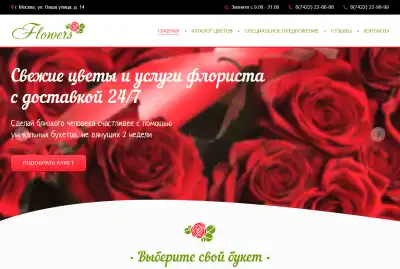 г. Москва, ул. Ваша улица, д. 14
Звоните с 9.00 - 21.00
8(7422) 22-88-88
8(7422) 22-99-99
Flowers
ГЛАВНАЯ
КАТАЛОГ ЦВЕТОВ
СПЕЦИАЛЬНОЕ ПРЕДЛОЖЕНИЕ
ОТЗЫВЫ
КОНТАКТЫ
Свежие цветы и услуги флориста
с доставкой 24/7
Сделай близкого человека счастливее с помощью
уникальных букетов, не вянущих 2 недели
ПОДОБРАТЬ БУКЕТ
• Выберите свой букет •